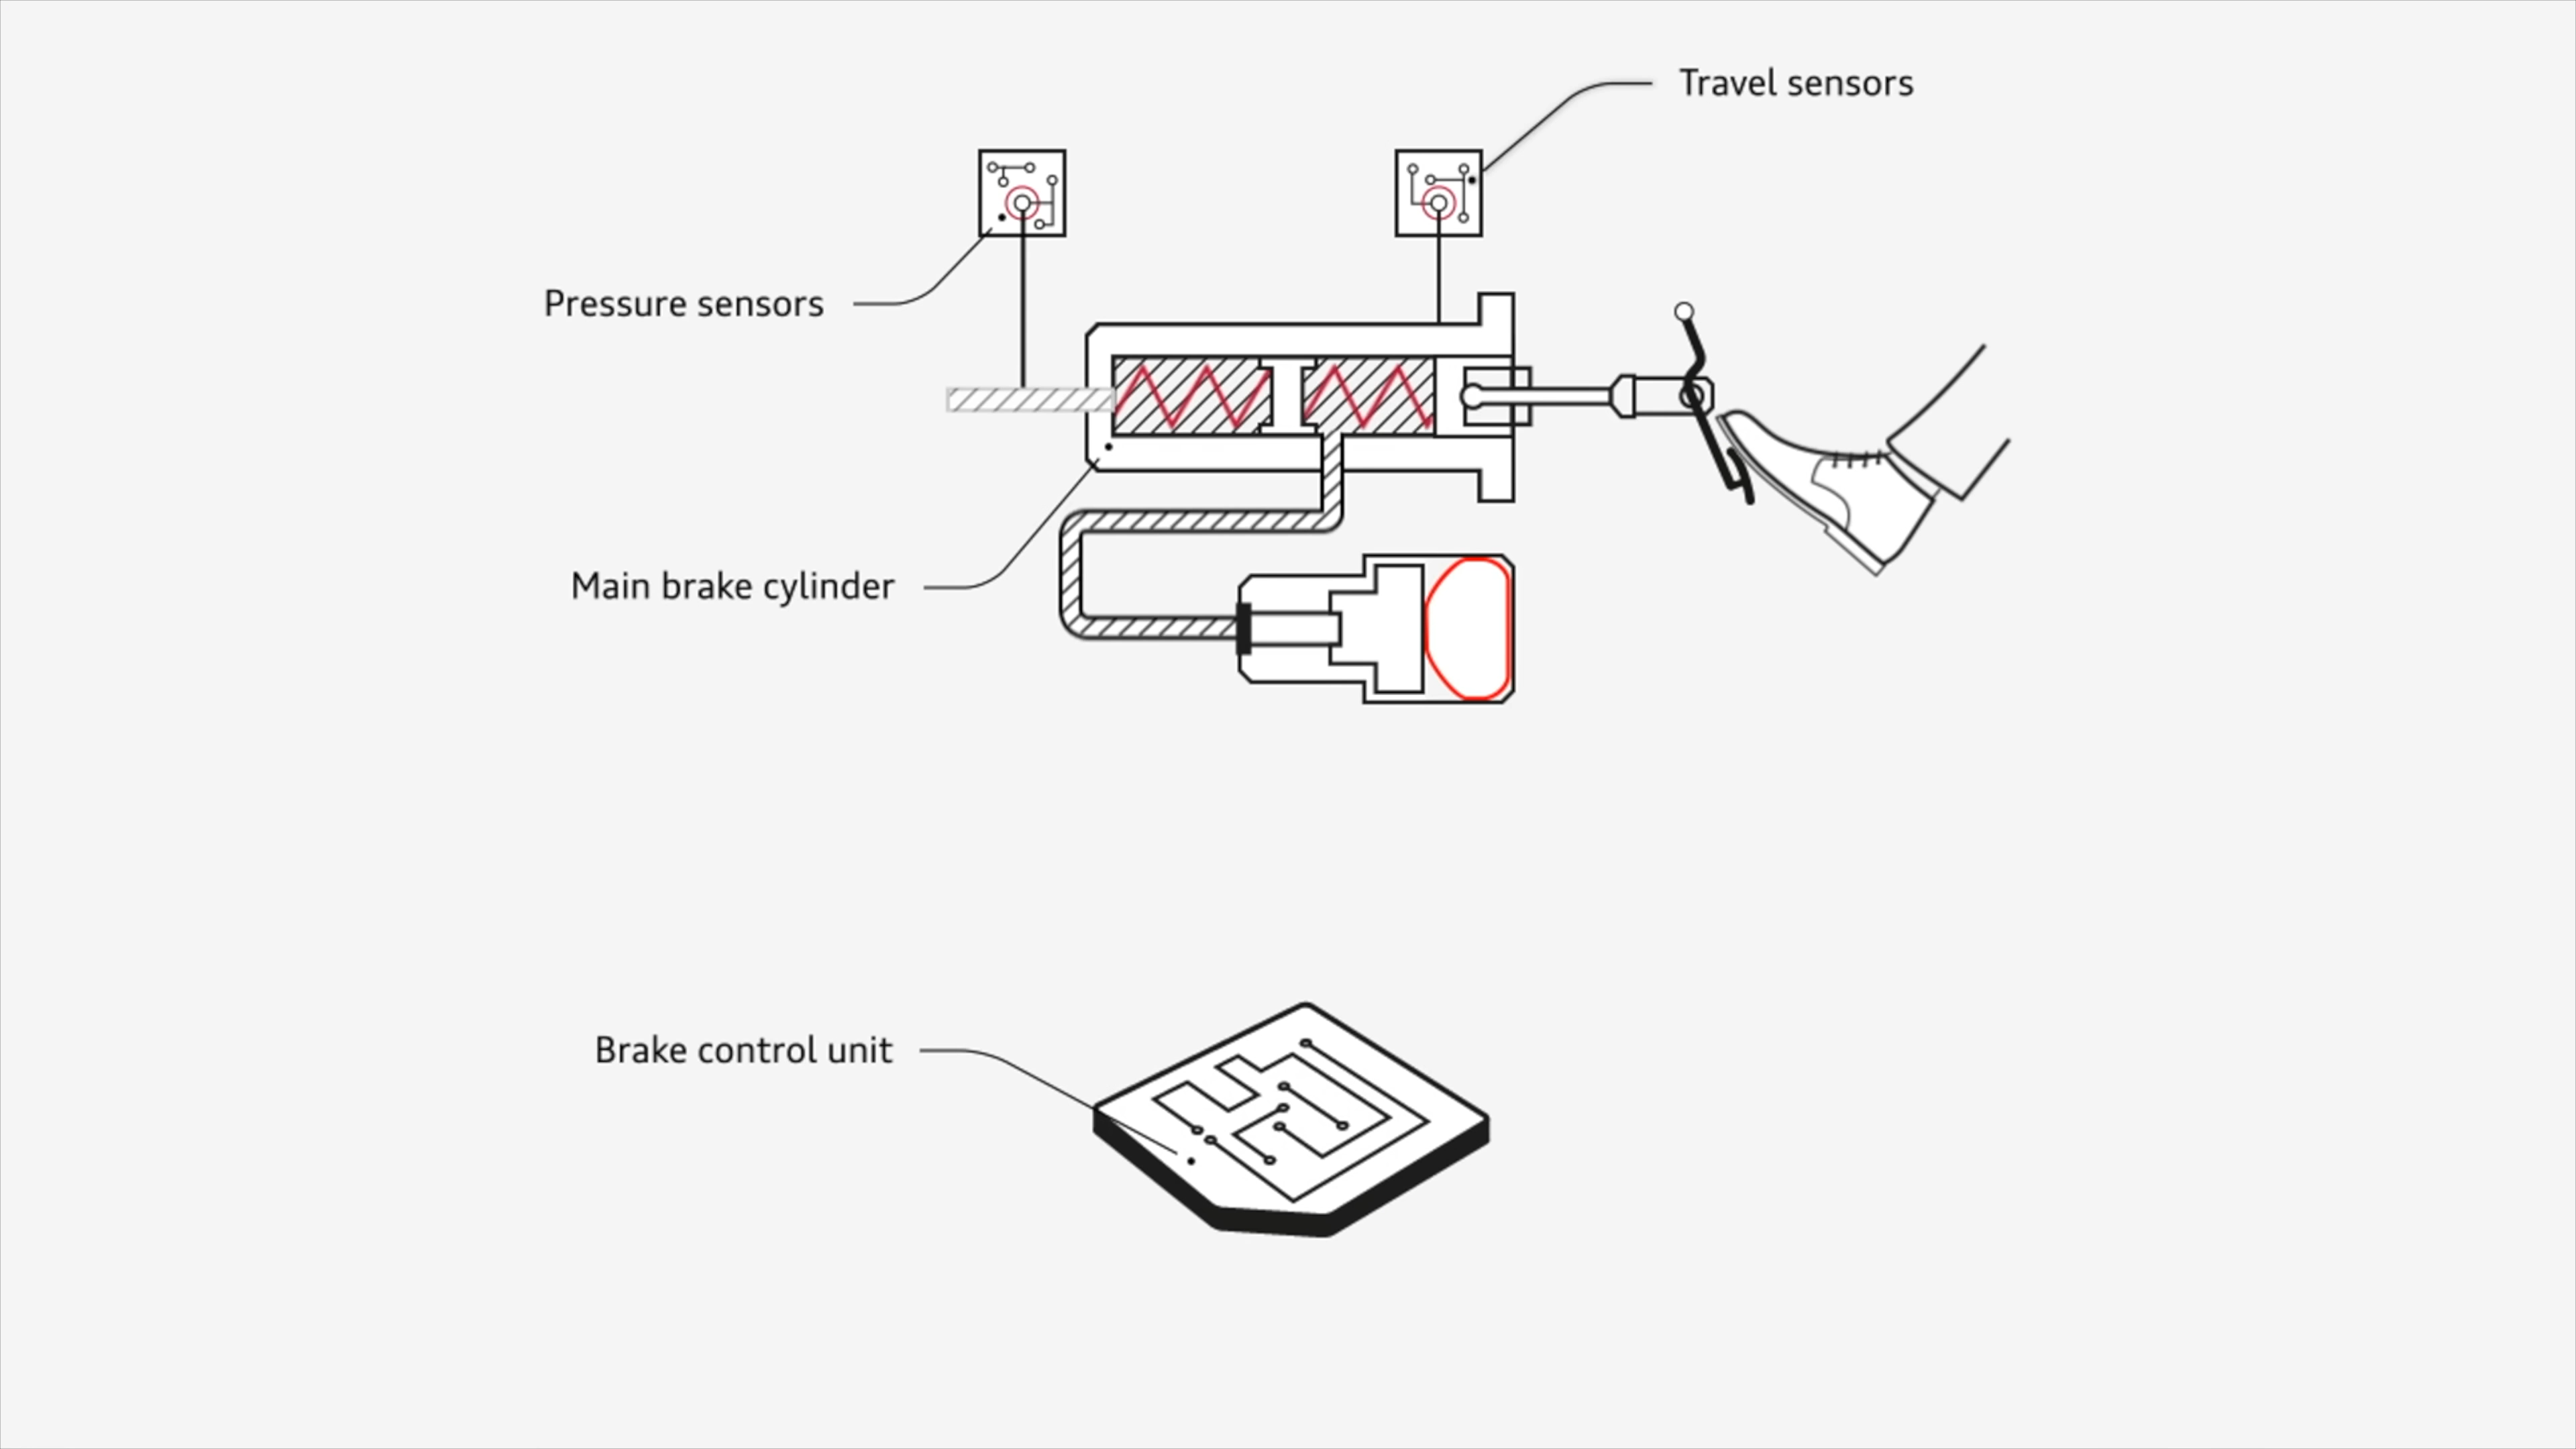 Travel sensors
Pressure sensors
Main brake cylinder
Brake control unit